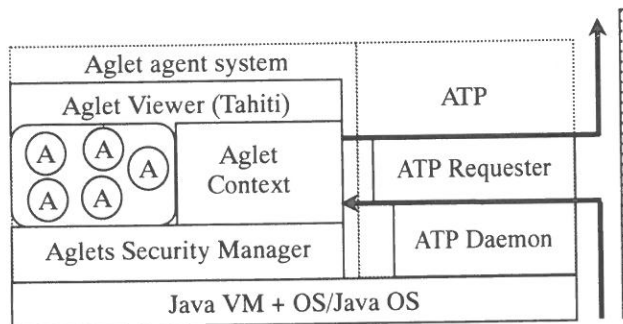 Aglet agent system
Aglet Viewer (Tahiti)
ATP
A
A
A
A
A
Aglet
Context
ATP Requester
Aglets Security Manager
ATP Daemon
Java VM + OS/Java OS